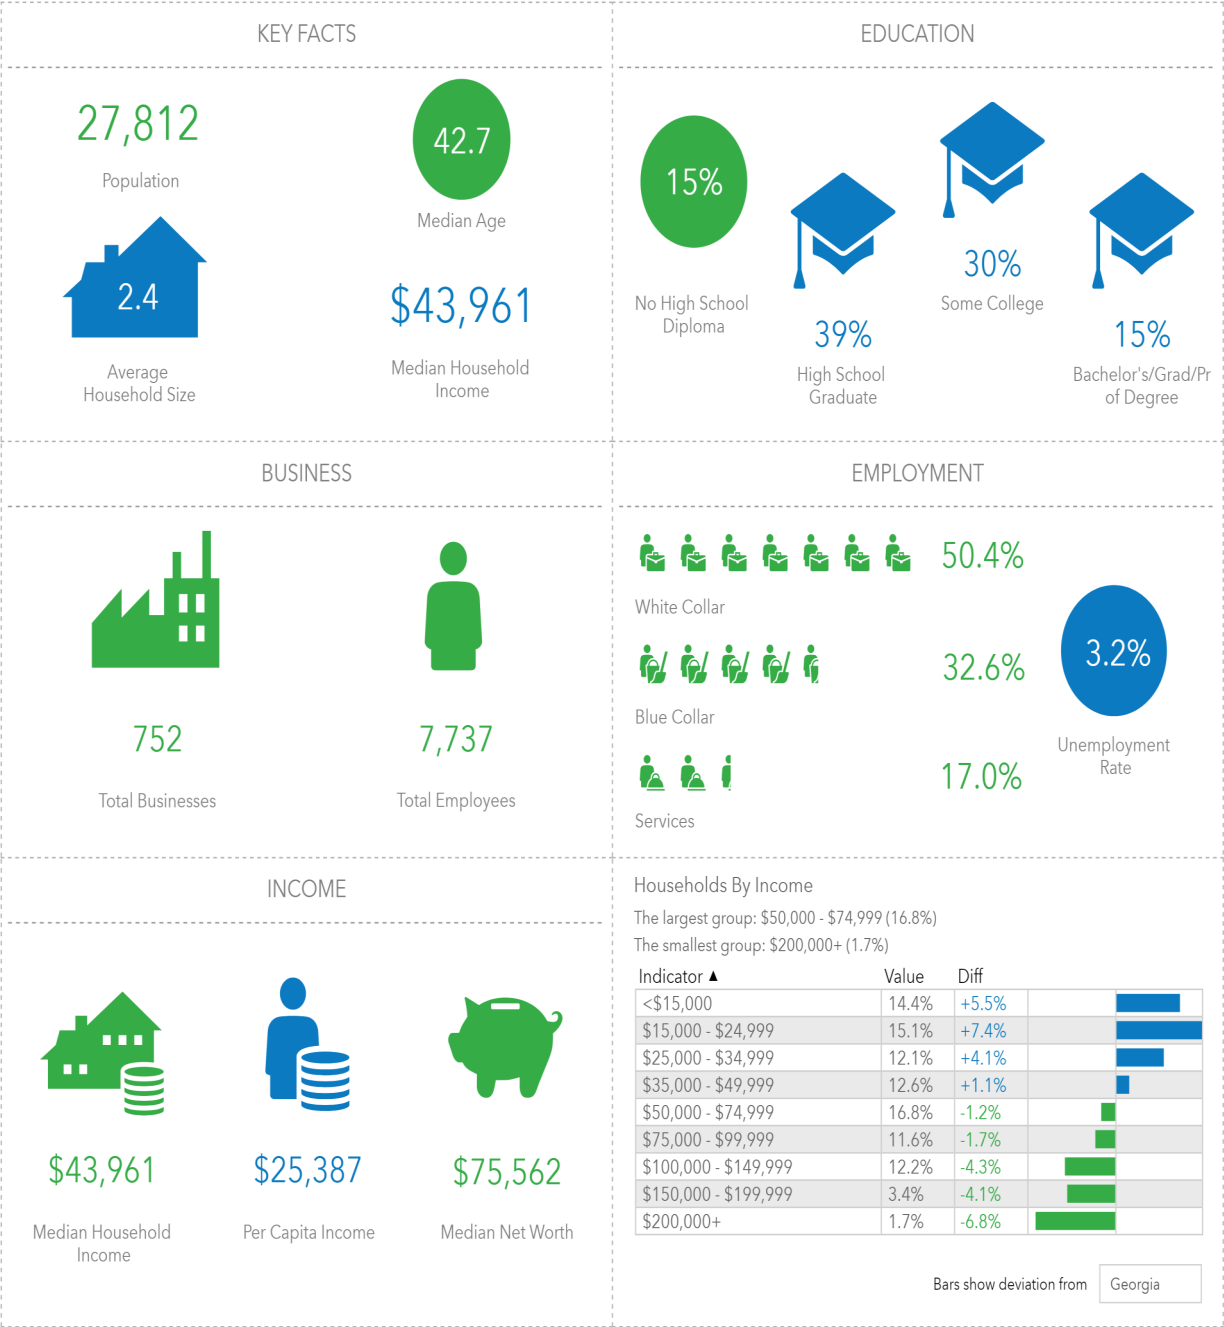 KEY FACTS
27,812
Population
42.7
Median Age
2.4
Average
Household Size
$43,961
Median Household
Income
EDUCATION
15%
No High School
Diploma
39%
High School
Graduate
30%
Some College
15%
Bachelor's/Grad/Pr
of Degree
BUSINESS
752
Total Businesses
7,737
Total Employees
EMPLOYMENT
50.4%
White Collar
32.6%
Blue Collar
17.0%
Services
3.2%
Unemployment
Rate
INCOME
$43,961
Median Household
Income
$25,387
Per Capita Income
$75,562
Median Net Worth
Households By Income
The largest group: $50,000 - $74,999 (16.8%)
The smallest group: $200,000+ (1.7%)
Indicator ▲ Value Diff
<$15,000 14.4% +5.5%
$15,000 - $24,999 15.1% +7.4%
$25,000 - $34,999 12.1% +4.1%
$35,000 - $49,999 12.6% +1.1%
$50,000 - $74,999 16.8% -1.2%
$75,000 - $99,999 11.6% -1.7%
$100,000 - $149,999 12.2% -4.3%
$150,000 - $199,999 3.4% -4.1%
$200,000+ 1.7% -6.8%
Bars show deviation from Georgia